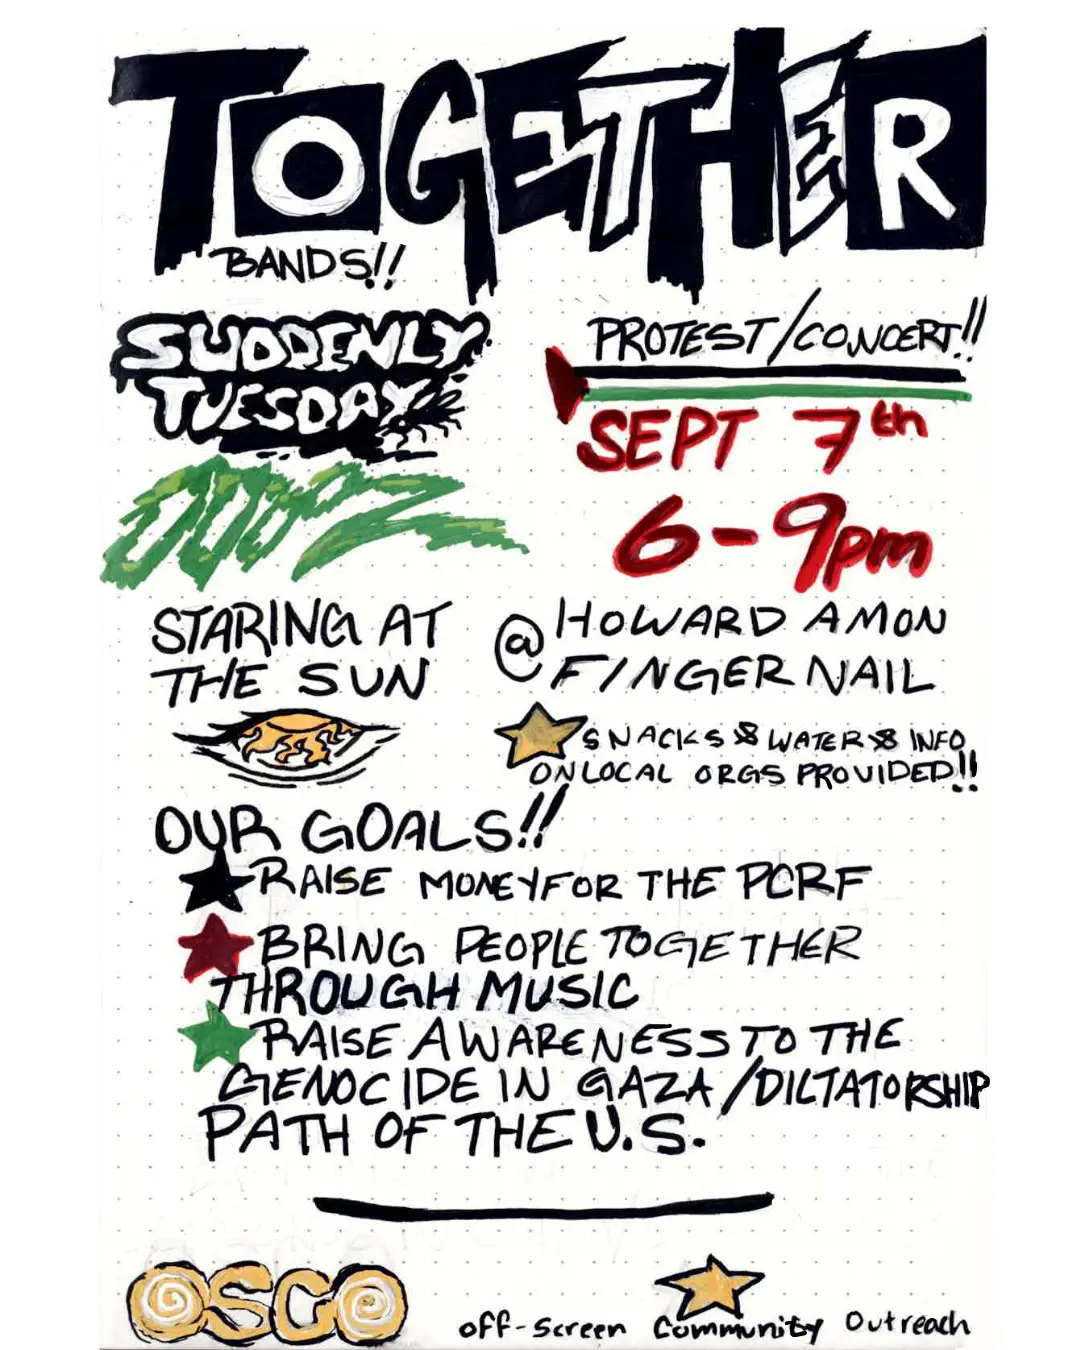 TOGETHER
BANDS!!
SUDDENLY
TUESDAY
OOOZ
STARING AT
THE SUN
PROTEST/CONCERT!!
SEPT 7th
6-9pm
@ HOWARD AMON
FINGERNAIL
SNACKS & WATER & INFO
ON LOCAL ORGS PROVIDED!!
OUR GOALS!!
RAISE MONEY FOR THE PCRF
BRING PEOPLE TOGETHER
THROUGH MUSIC
RAISE AWARENESS TO THE
GENOCIDE IN GAZA/DICTATORSHIP
PATH OF THE U.S.
OSCO
Off-Screen Community Outreach